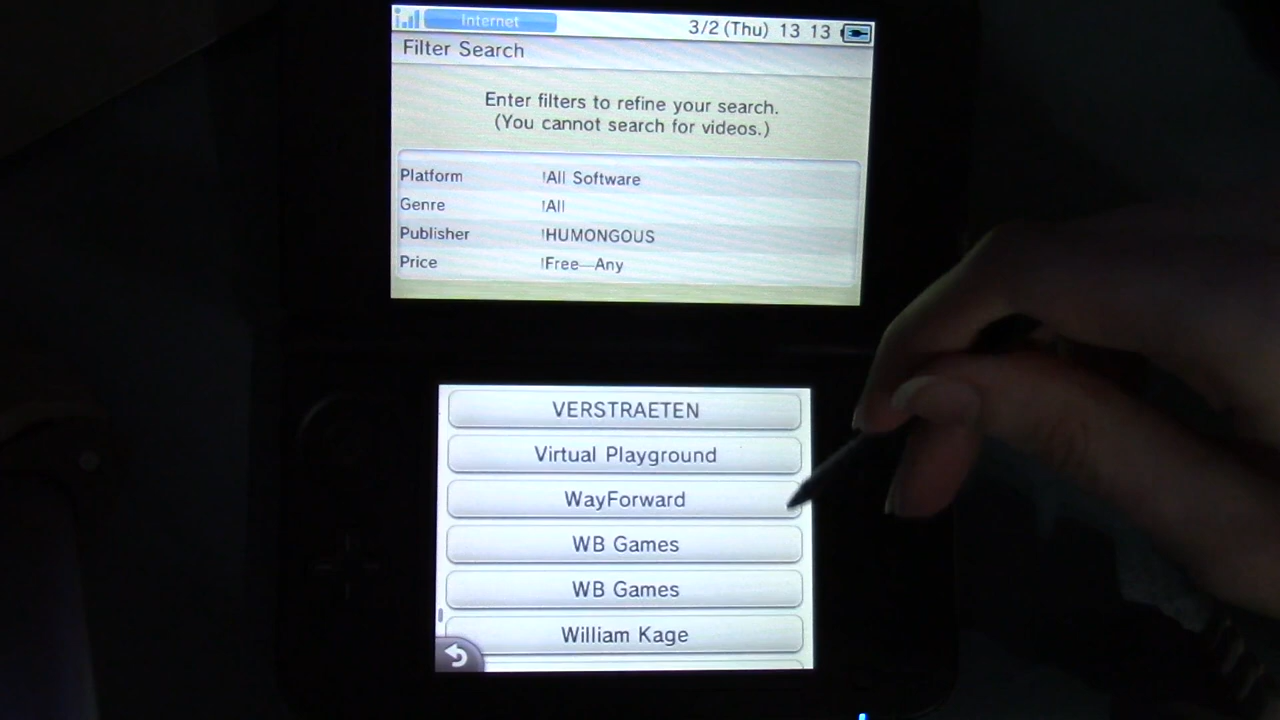 Internet
3/2 (Thu) 13 13
Filter Search
Enter filters to refine your search.
(You cannot search for videos.)
Platform !All Software
Genre !All
Publisher !HUMONGOUS
Price !Free—Any
VERSTRAETEN
Virtual Playground
WayForward
WB Games
WB Games
William Kage